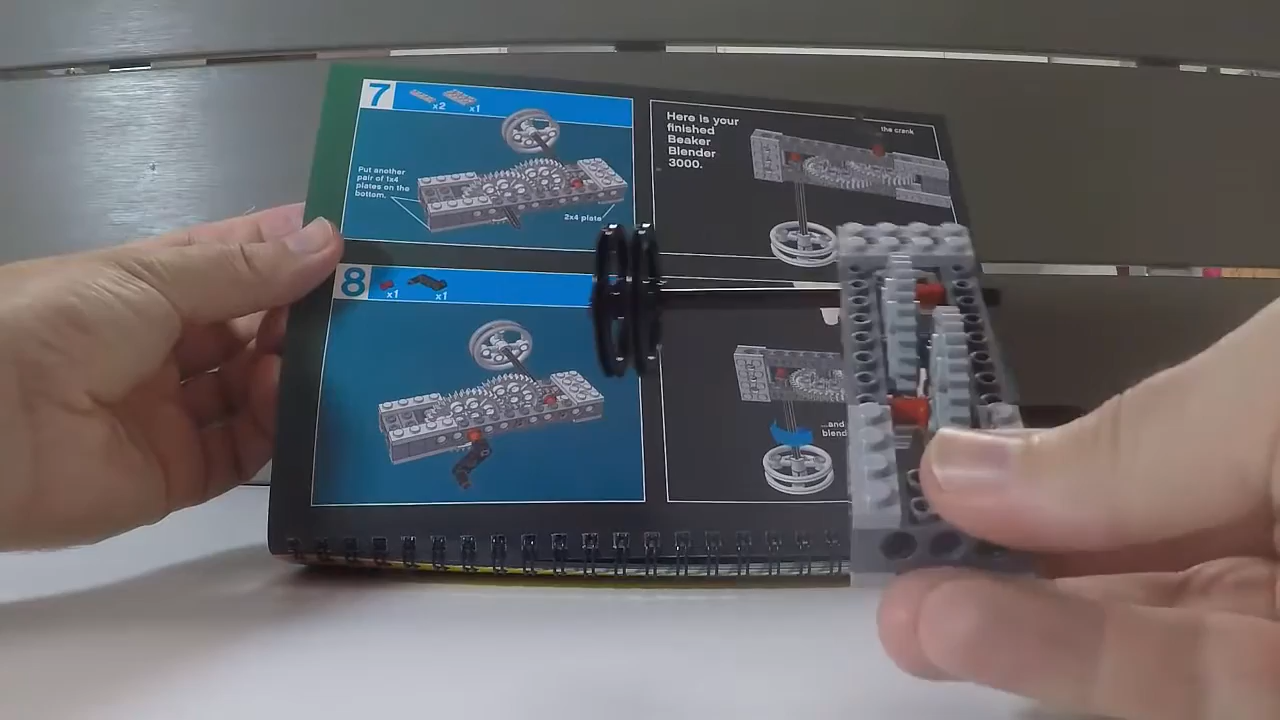 7
x2
x1
Put another
pair of 1x4
plates on the
bottom.
2x4 plate
8
x1
x1
Here is your
finished
Beaker
Blender
3000.
the crank
...and
blend